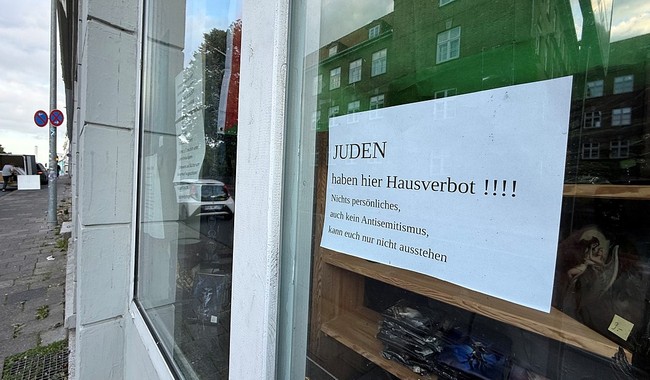 JUDEN
haben hier Hausverbot !!!!
Nichts persönliches,
auch kein Antisemitismus,
kann euch nur nicht ausstehen